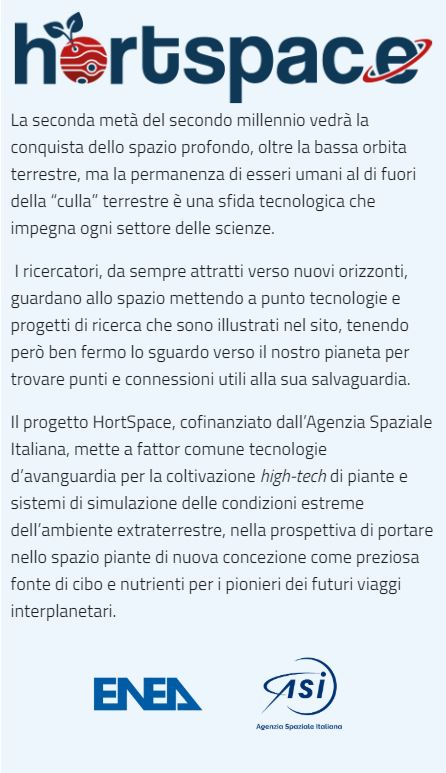 hortspace
La seconda metà del secondo millennio vedrà la
conquista dello spazio profondo, oltre la bassa orbita
terrestre, ma la permanenza di esseri umani al di fuori
della “culla” terrestre è una sfida tecnologica che
impegna ogni settore delle scienze.
I ricercatori, da sempre attratti verso nuovi orizzonti,
guardano allo spazio mettendo a punto tecnologie e
progetti di ricerca che sono illustrati nel sito, tenendo
però ben fermo lo sguardo verso il nostro pianeta per
trovare punti e connessioni utili alla sua salvaguardia.
Il progetto HortSpace, cofinanziato dall’Agenzia Spaziale
Italiana, mette a fattor comune tecnologie
d’avanguardia per la coltivazione high-tech di piante e
sistemi di simulazione delle condizioni estreme
dell’ambiente extraterrestre, nella prospettiva di portare
nello spazio piante di nuova concezione come preziosa
fonte di cibo e nutrienti per i pionieri dei futuri viaggi
interplanetari.
ENEA
ASI
Agenzia Spaziale Italiana